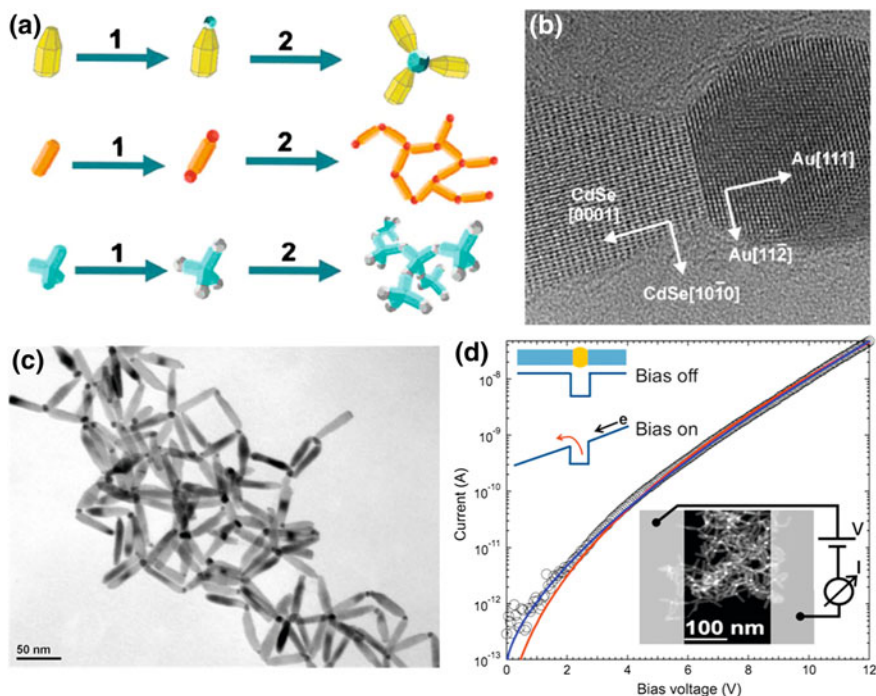 (a)
1
2
1
2
1
2
(b)
CdSe
[0001]
Au[111]
Au[112̄]
CdSe[101̄0]
(c)
50 nm
(d)
10⁻⁸
10⁻⁹
10⁻¹⁰
10⁻¹¹
10⁻¹²
10⁻¹³
Current (A)
Bias off
Bias on
e
V
I
100 nm
0 2 4 6 8 10 12
Bias voltage (V)